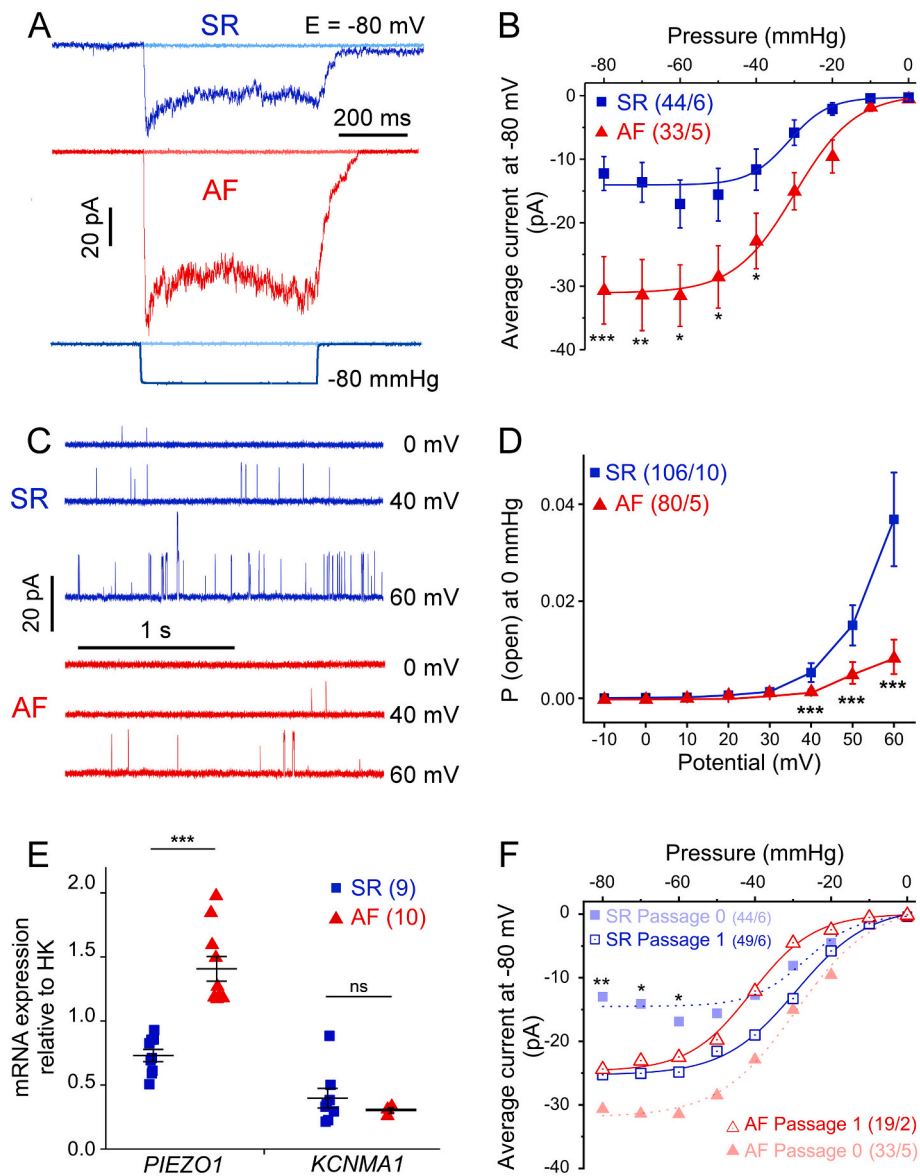 A
SR
E = -80 mV
200 ms
AF
20 pA
-80 mmHg
B
Pressure (mmHg)
-80 -60 -40 -20 0
SR (44/6)
AF (33/5)
0
-10
-20
-30
-40
Average current at -80 mV
(pA)
*** ** * * *
C
SR
0 mV
40 mV
60 mV
20 pA
1 s
AF
0 mV
40 mV
60 mV
D
SR (106/10)
AF (80/5)
P (open) at 0 mmHg
0.04
0.02
0.00
*** *** ***
-10 0 10 20 30 40 50 60
Potential (mV)
E
***
SR (9)
AF (10)
ns
mRNA expression
relative to HK
2.0
1.5
1.0
0.5
0.0
PIEZO1 KCNMA1
F
Pressure (mmHg)
-80 -60 -40 -20 0
SR Passage 0 (44/6)
SR Passage 1 (49/6)
** * *
0
-10
-20
-30
-40
Average current at -80 mV
(pA)
AF Passage 1 (19/2)
AF Passage 0 (33/5)